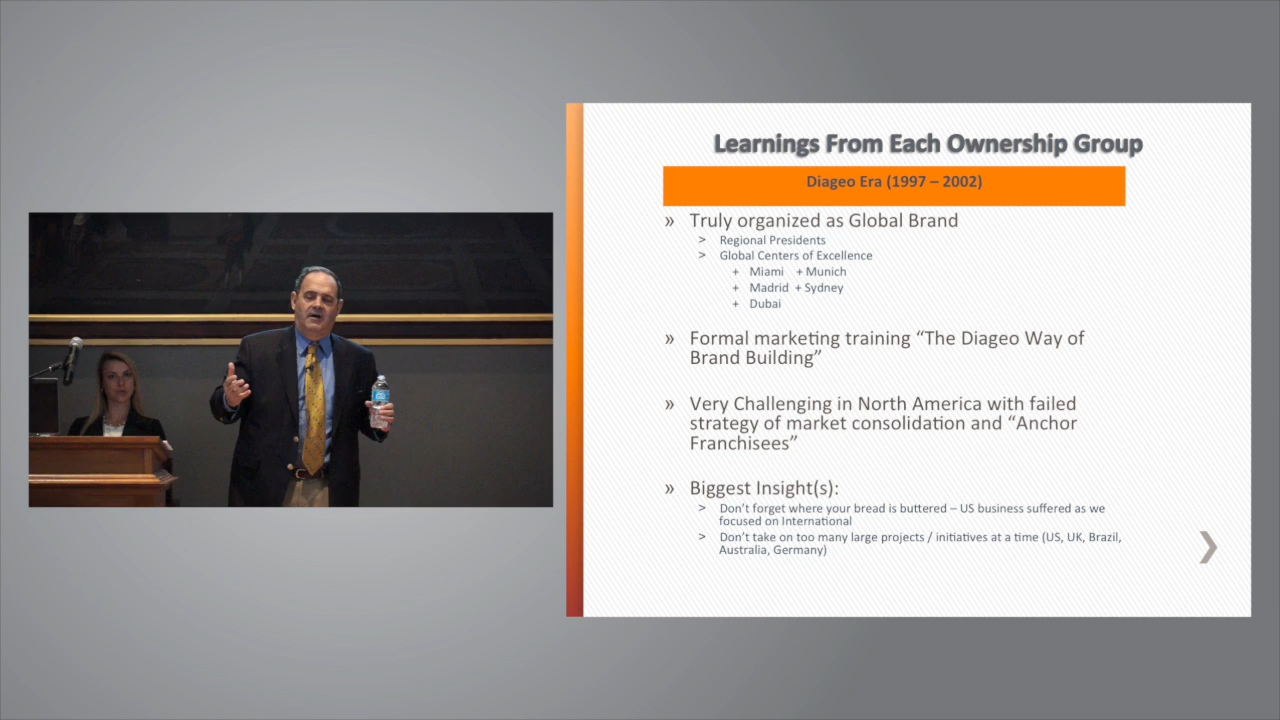 Learnings From Each Ownership Group
Diageo Era (1997 – 2002)
» Truly organized as Global Brand
> Regional Presidents
> Global Centers of Excellence
+ Miami + Munich
+ Madrid + Sydney
+ Dubai
» Formal marketing training “The Diageo Way of
Brand Building”
» Very Challenging in North America with failed
strategy of market consolidation and “Anchor
Franchisees”
» Biggest Insight(s):
> Don’t forget where your bread is buttered – US business suffered as we
focused on International
> Don’t take on too many large projects / initiatives at a time (US, UK, Brazil,
Australia, Germany)